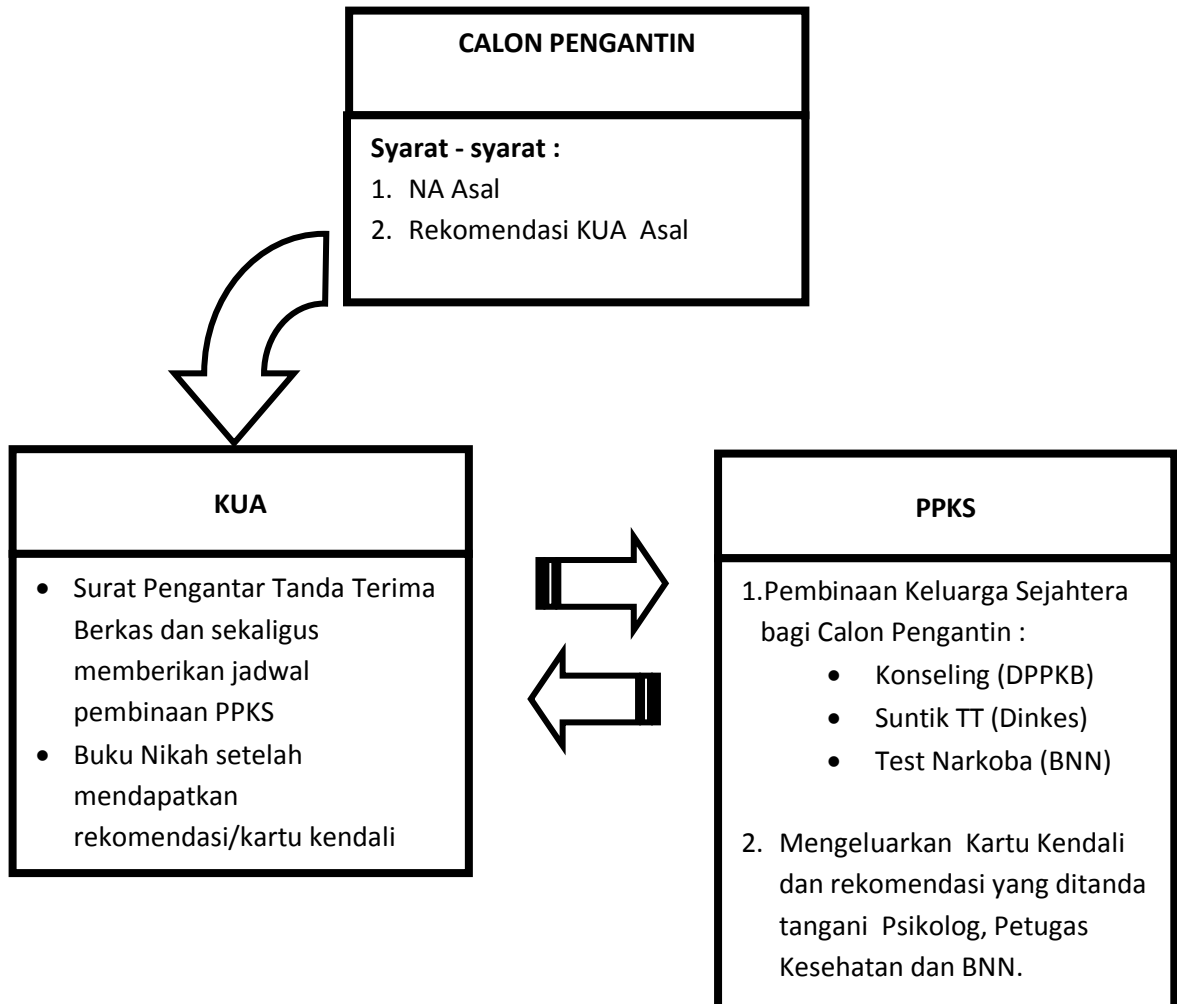 CALON PENGANTIN
Syarat - syarat :
1. NA Asal
2. Rekomendasi KUA Asal
KUA
• Surat Pengantar Tanda Terima
Berkas dan sekaligus
memberikan jadwal
pembinaan PPKS
• Buku Nikah setelah
mendapatkan
rekomendasi/kartu kendali
PPKS
1.Pembinaan Keluarga Sejahtera
bagi Calon Pengantin :
• Konseling (DPPKB)
• Suntik TT (Dinkes)
• Test Narkoba (BNN)
2. Mengeluarkan Kartu Kendali
dan rekomendasi yang ditanda
tangani Psikolog, Petugas
Kesehatan dan BNN.